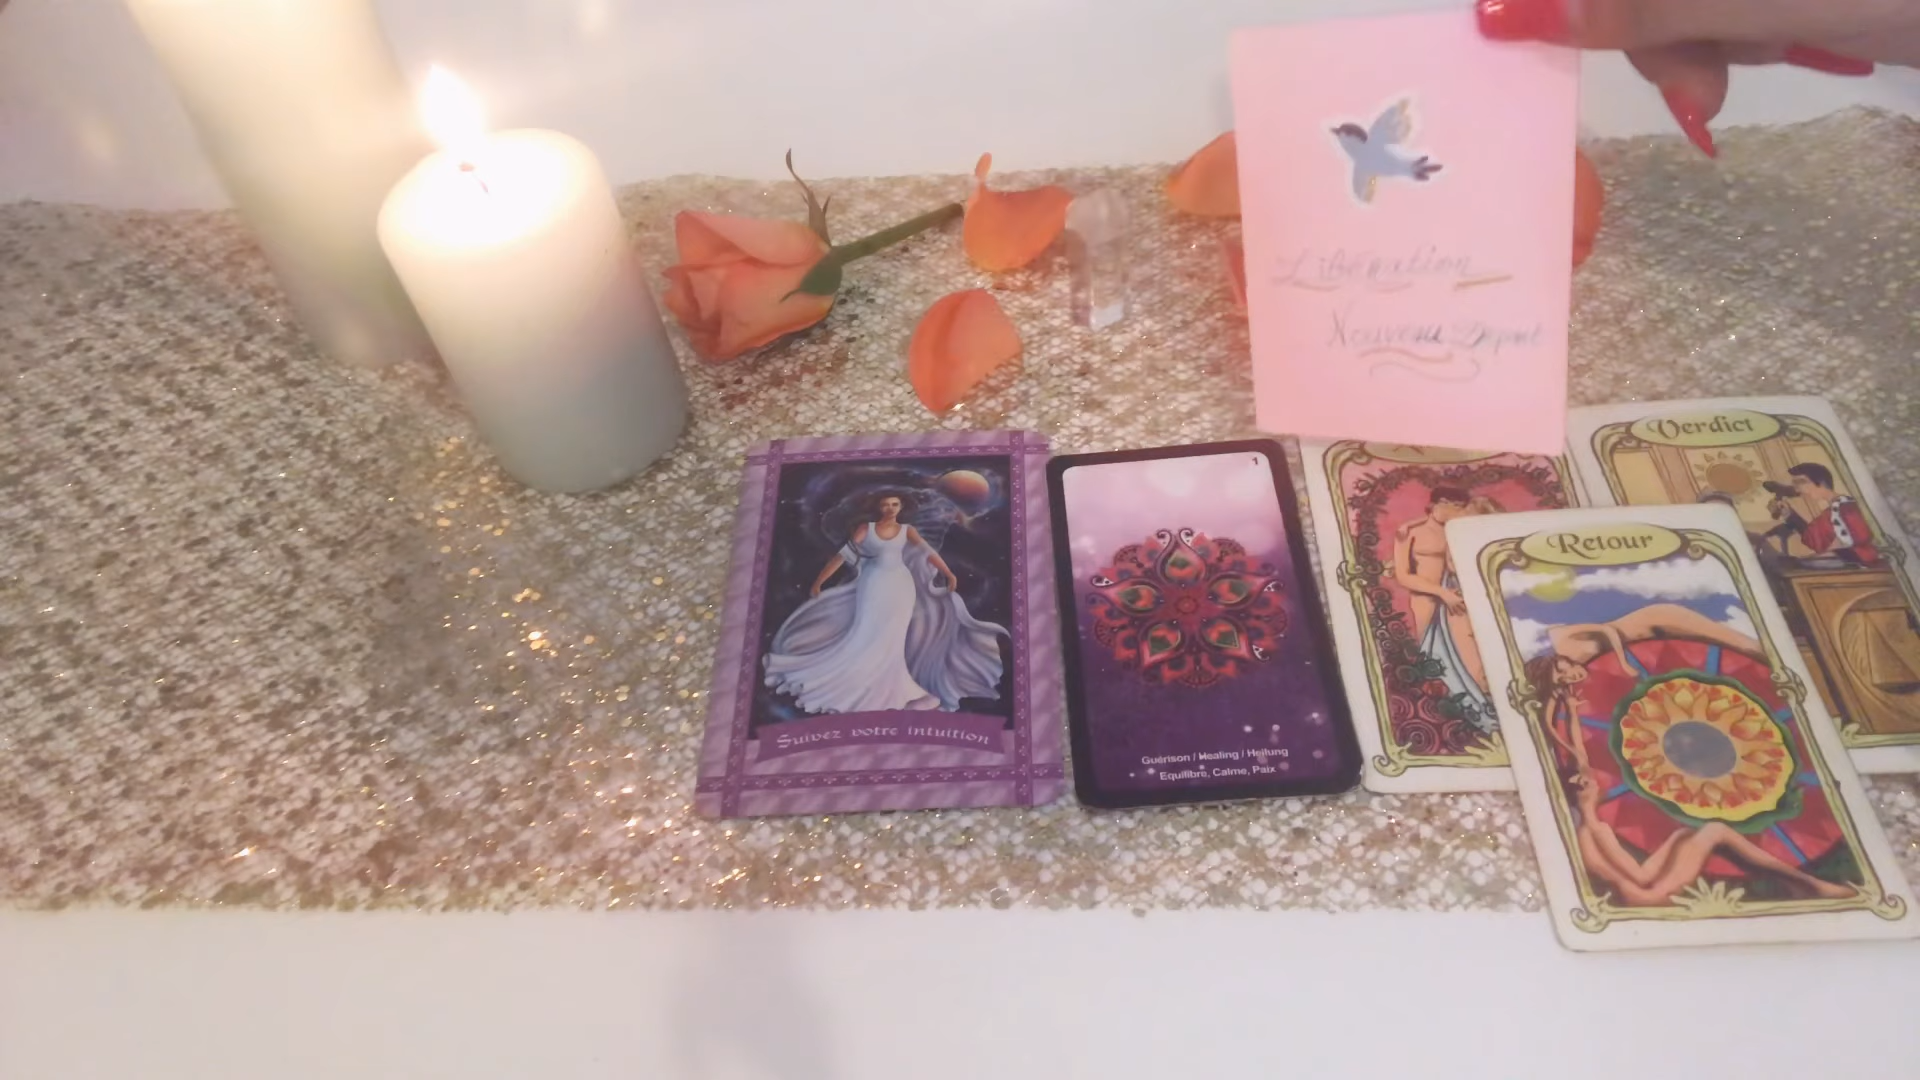 Libération
Nouveau Départ
Verdict
Retour
1
Suivez votre intuition
Guérison / Healing / Heilung
Equilibre, Calme, Paix